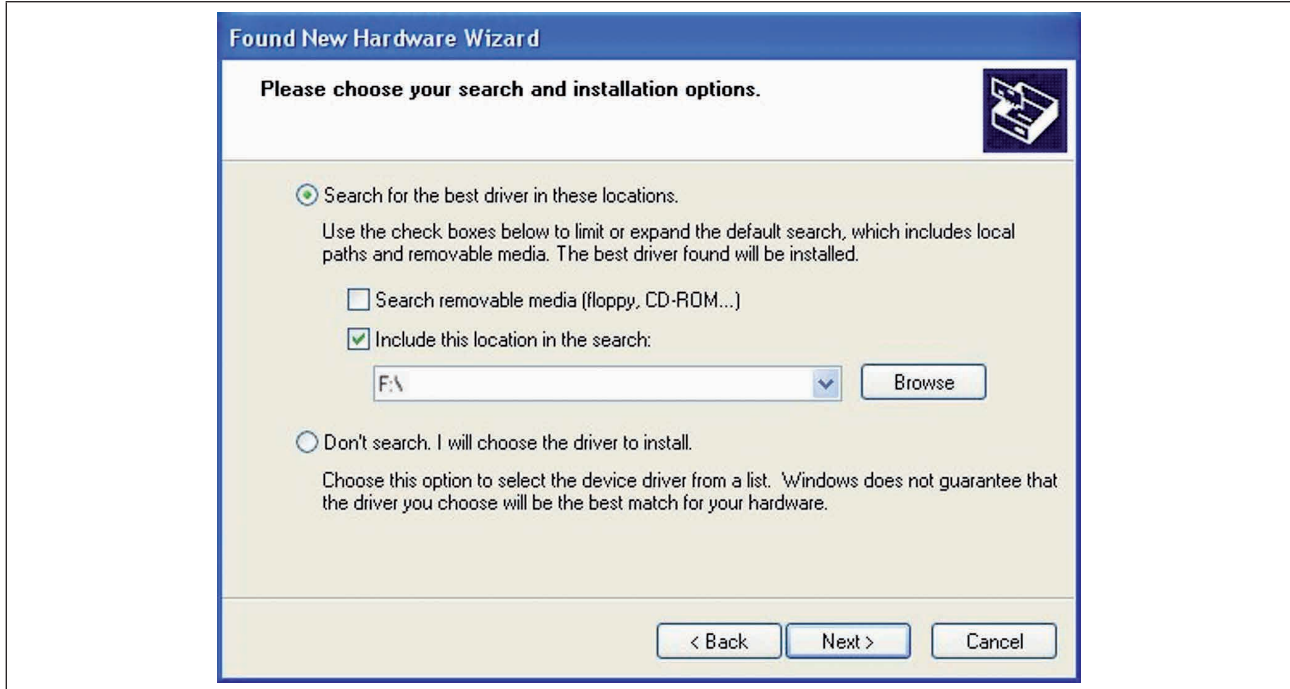 Found New Hardware Wizard
Please choose your search and installation options.
Search for the best driver in these locations.
Use the check boxes below to limit or expand the default search, which includes local
paths and removable media. The best driver found will be installed.
Search removable media (floppy, CD-ROM...)
Include this location in the search:
F:\
Browse
Don't search. I will choose the driver to install.
Choose this option to select the device driver from a list.  Windows does not guarantee that
the driver you choose will be the best match for your hardware.
< Back
Next >
Cancel